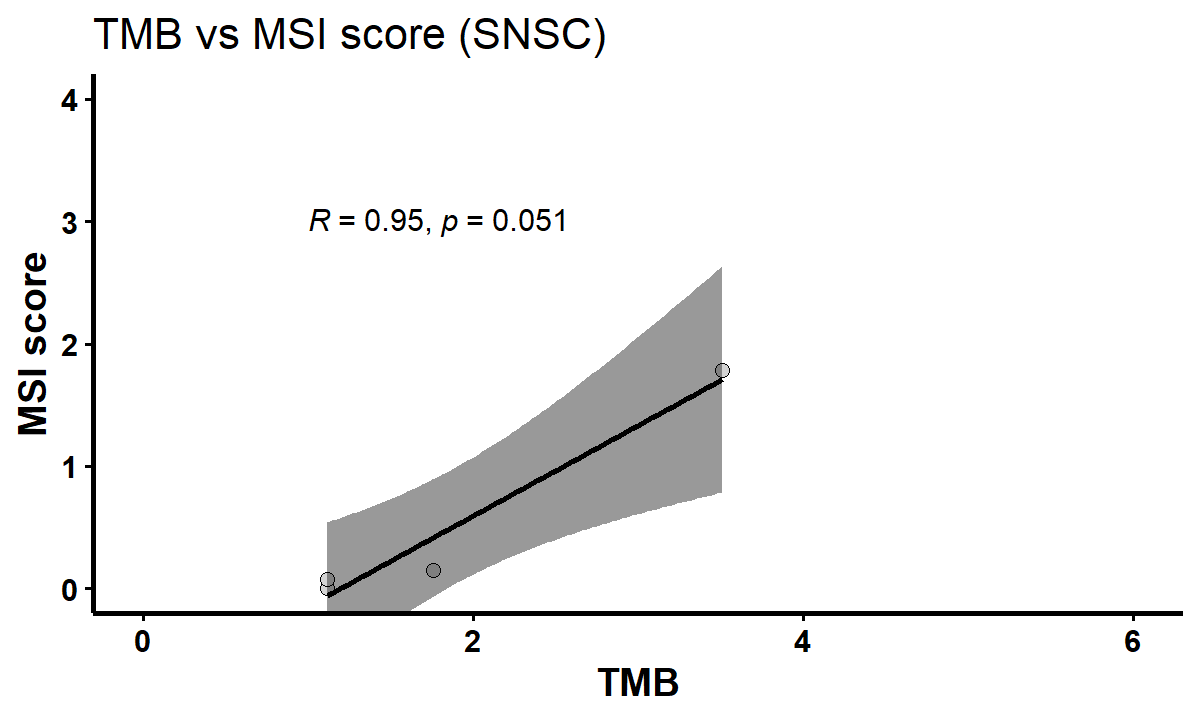 TMB vs MSI score (SNSC)
4
3
2
1
0
MSI score
R = 0.95, p = 0.051
0 2 4 6
TMB